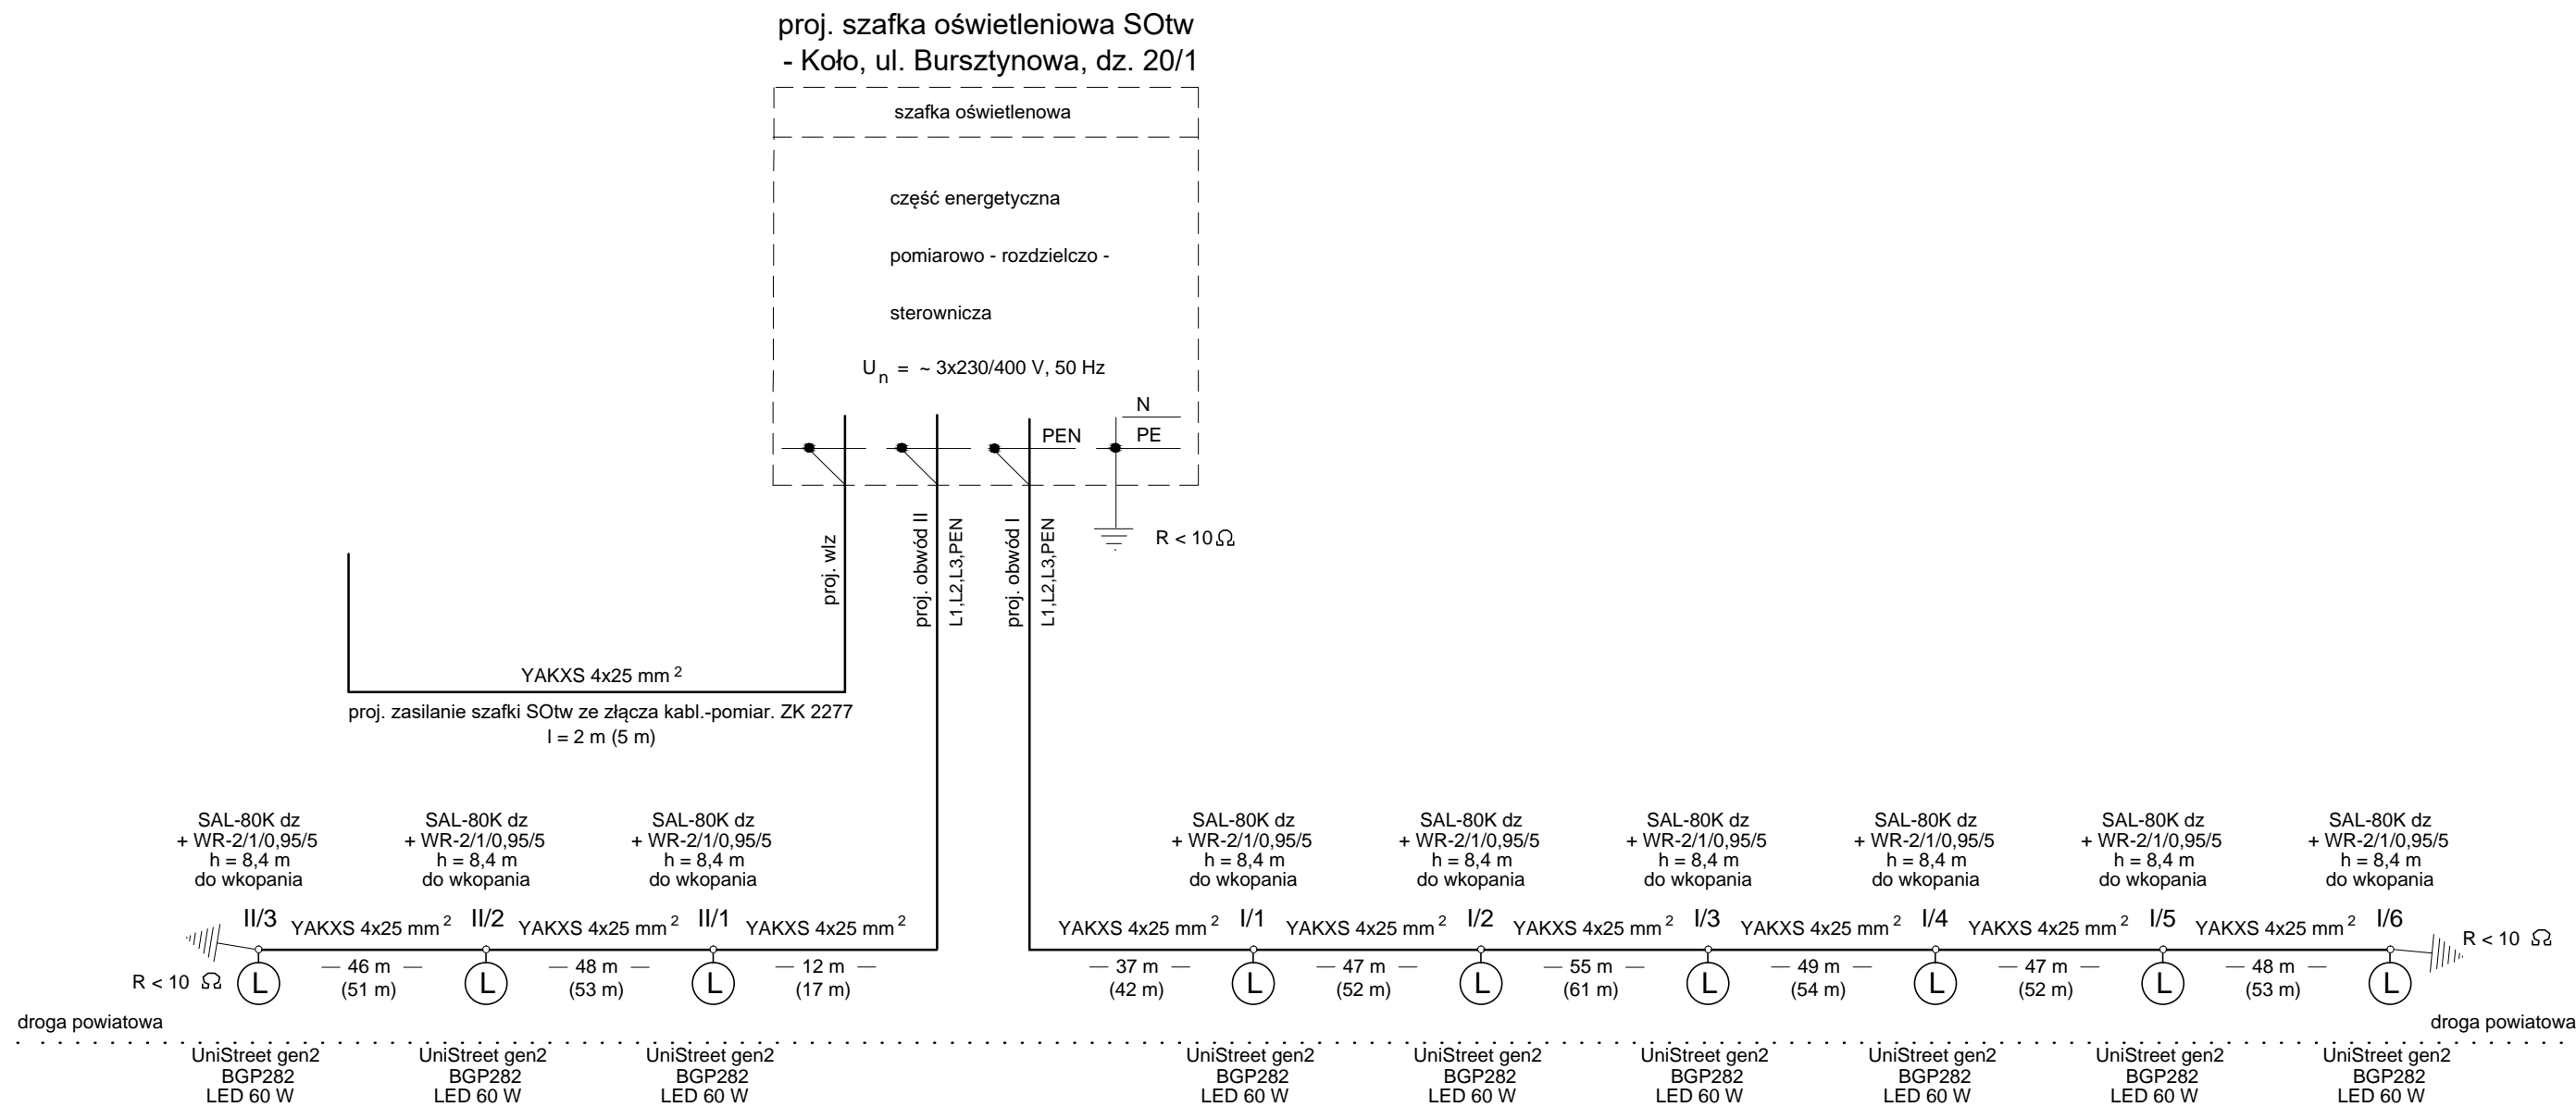 proj. szafka oświetleniowa SOtw
- Koło, ul. Bursztynowa, dz. 20/1
szafka oświetlenowa
część energetyczna
pomiarowo - rozdzielczo -
sterownicza
Un = ~ 3x230/400 V, 50 Hz
N
PEN
PE
R < 10 Ω
proj. wlz
proj. obwód II
L1,L2,L3,PEN
proj. obwód I
L1,L2,L3,PEN
YAKXS 4x25 mm 2
proj. zasilanie szafki SOtw ze złącza kabl.-pomiar. ZK 2277
l = 2 m (5 m)
SAL-80K dz
+ WR-2/1/0,95/5
h = 8,4 m
do wkopania
SAL-80K dz
+ WR-2/1/0,95/5
h = 8,4 m
do wkopania
SAL-80K dz
+ WR-2/1/0,95/5
h = 8,4 m
do wkopania
SAL-80K dz
+ WR-2/1/0,95/5
h = 8,4 m
do wkopania
SAL-80K dz
+ WR-2/1/0,95/5
h = 8,4 m
do wkopania
SAL-80K dz
+ WR-2/1/0,95/5
h = 8,4 m
do wkopania
SAL-80K dz
+ WR-2/1/0,95/5
h = 8,4 m
do wkopania
SAL-80K dz
+ WR-2/1/0,95/5
h = 8,4 m
do wkopania
SAL-80K dz
+ WR-2/1/0,95/5
h = 8,4 m
do wkopania
II/3 YAKXS 4x25 mm 2 II/2 YAKXS 4x25 mm 2 II/1 YAKXS 4x25 mm 2
YAKXS 4x25 mm 2 I/1 YAKXS 4x25 mm 2 I/2 YAKXS 4x25 mm 2 I/3 YAKXS 4x25 mm 2 I/4 YAKXS 4x25 mm 2 I/5 YAKXS 4x25 mm 2 I/6
R < 10 Ω
R < 10 Ω
L
46 m
(51 m)
L
48 m
(53 m)
L
12 m
(17 m)
37 m
(42 m)
L
47 m
(52 m)
L
55 m
(61 m)
L
49 m
(54 m)
L
47 m
(52 m)
L
48 m
(53 m)
L
droga powiatowa
droga powiatowa
UniStreet gen2
BGP282
LED 60 W
UniStreet gen2
BGP282
LED 60 W
UniStreet gen2
BGP282
LED 60 W
UniStreet gen2
BGP282
LED 60 W
UniStreet gen2
BGP282
LED 60 W
UniStreet gen2
BGP282
LED 60 W
UniStreet gen2
BGP282
LED 60 W
UniStreet gen2
BGP282
LED 60 W
UniStreet gen2
BGP282
LED 60 W